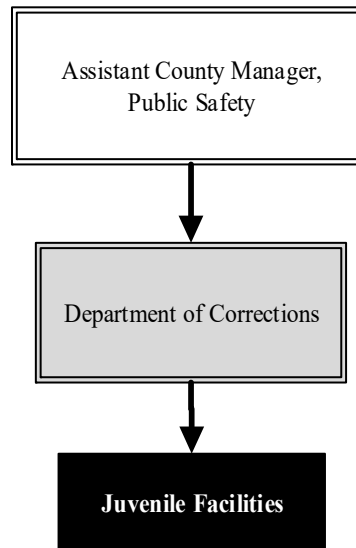 Assistant County Manager,
Public Safety
Department of Corrections
Juvenile Facilities